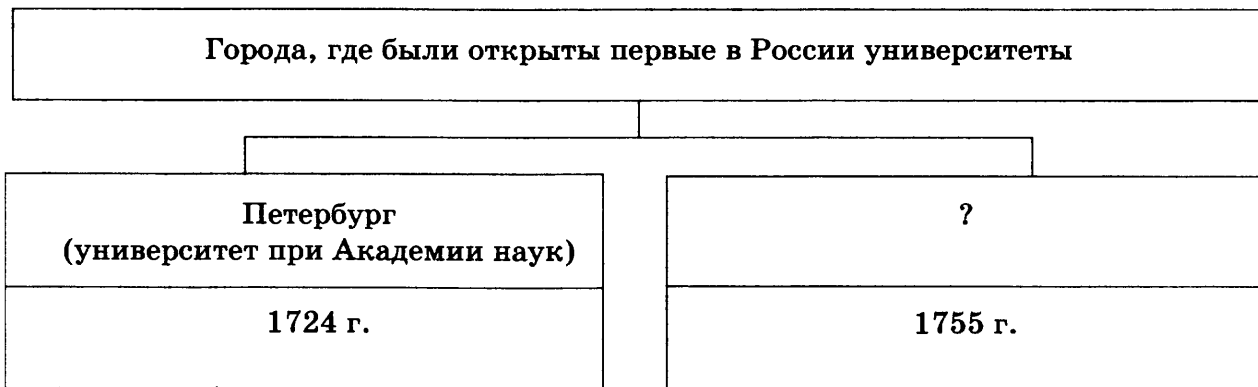 Города, где были открыты первые в России университеты
Петербург
(университет при Академии наук)
?
1724 г.
1755 г.